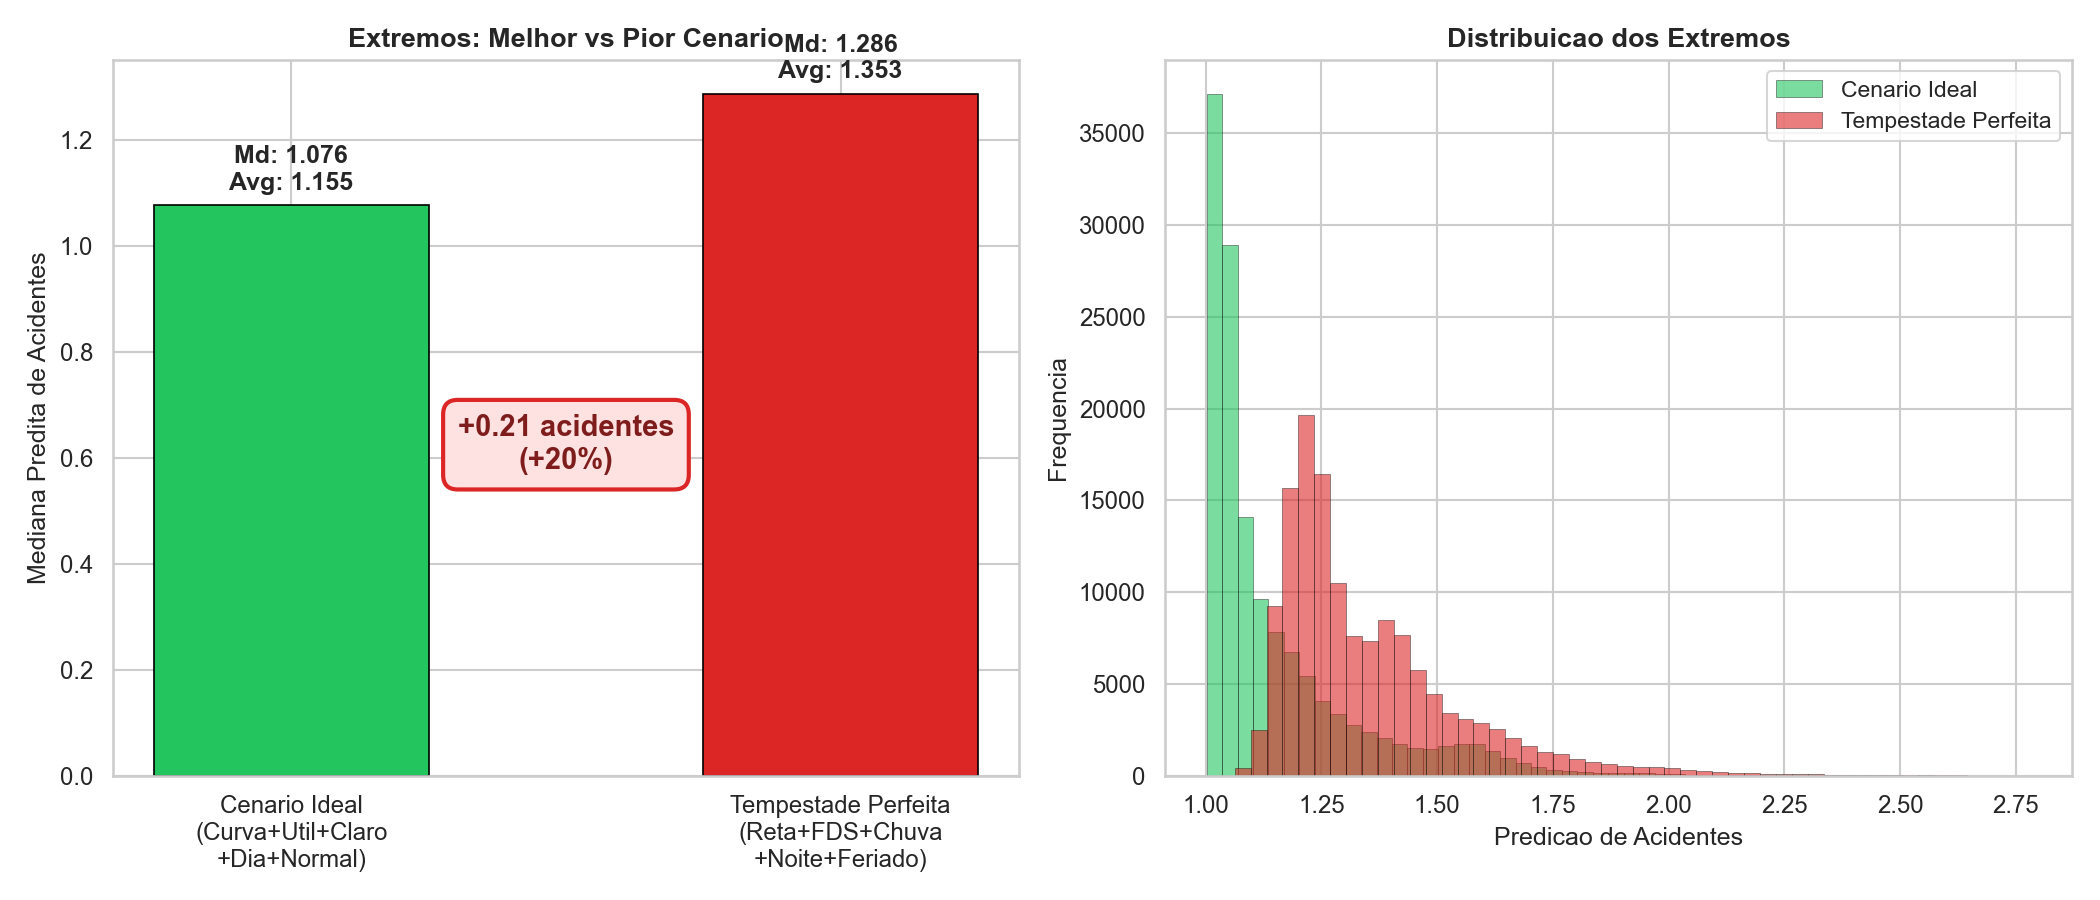 Extremos: Melhor vs Pior Cenario
Md: 1.286
Avg: 1.353
Md: 1.076
Avg: 1.155
+0.21 acidentes
(+20%)
Mediana Predita de Acidentes
1.2
1.0
0.8
0.6
0.4
0.2
0.0
Cenario Ideal
(Curva+Util+Claro
+Dia+Normal)
Tempestade Perfeita
(Reta+FDS+Chuva
+Noite+Feriado)
Distribuicao dos Extremos
Cenario Ideal
Tempestade Perfeita
Frequencia
35000
30000
25000
20000
15000
10000
5000
0
1.00
1.25
1.50
1.75
2.00
2.25
2.50
2.75
Predicao de Acidentes